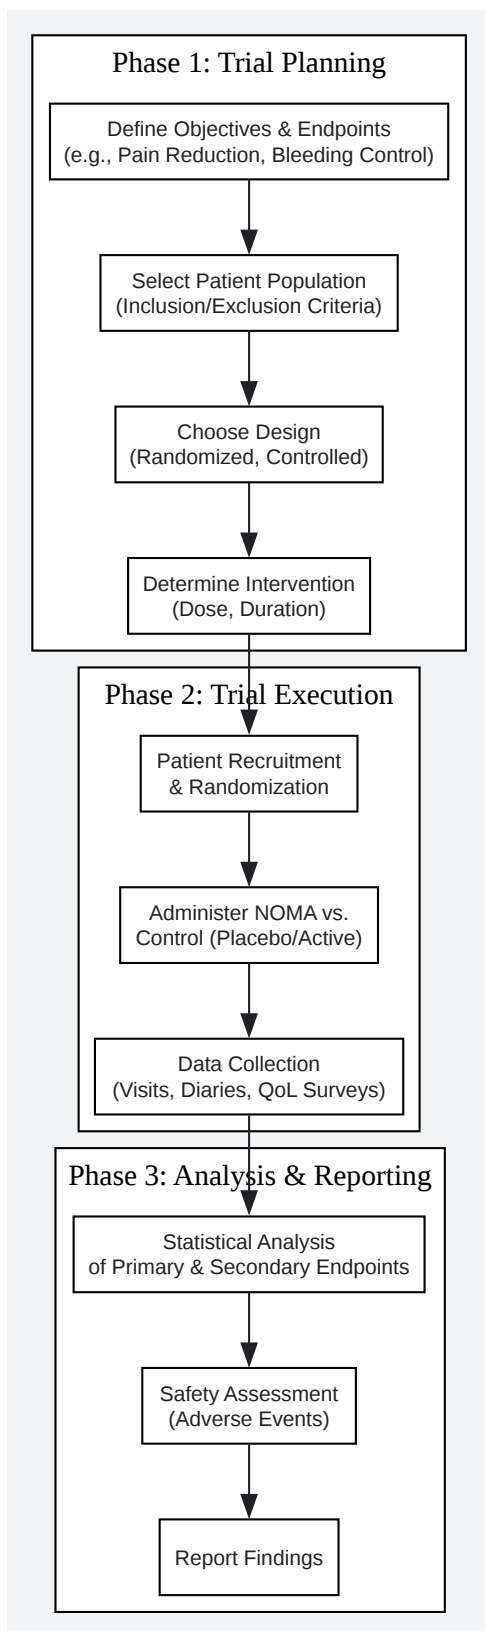 Phase 1: Trial Planning
Define Objectives & Endpoints
(e.g., Pain Reduction, Bleeding Control)
Select Patient Population
(Inclusion/Exclusion Criteria)
Choose Design
(Randomized, Controlled)
Determine Intervention
(Dose, Duration)
Phase 2: Trial Execution
Patient Recruitment
& Randomization
Administer NOMA vs.
Control (Placebo/Active)
Data Collection
(Visits, Diaries, QoL Surveys)
Phase 3: Analysis & Reporting
Statistical Analysis
of Primary & Secondary Endpoints
Safety Assessment
(Adverse Events)
Report Findings